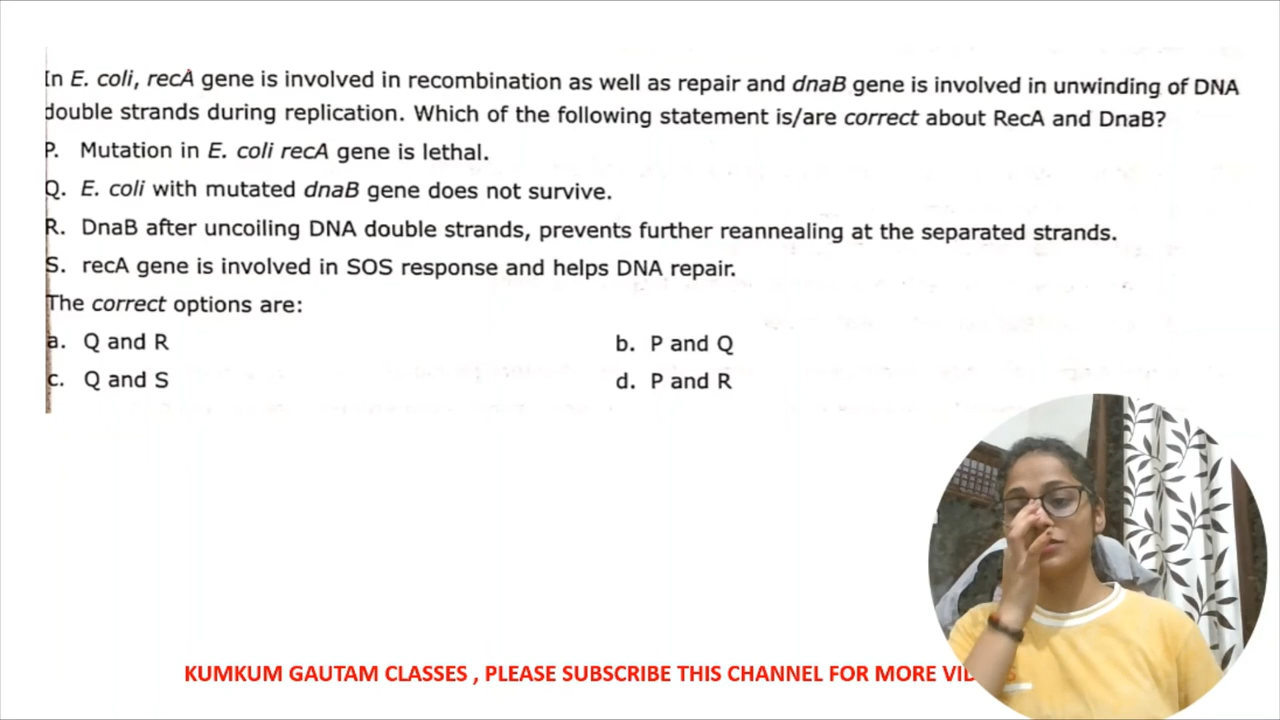 In E. coli, recA gene is involved in recombination as well as repair and dnaB gene is involved in unwinding of DNA
double strands during replication. Which of the following statement is/are correct about RecA and DnaB?
P. Mutation in E. coli recA gene is lethal.
Q. E. coli with mutated dnaB gene does not survive.
R. DnaB after uncoiling DNA double strands, prevents further reannealing at the separated strands.
S. recA gene is involved in SOS response and helps DNA repair.
The correct options are:
a. Q and R b. P and Q
c. Q and S d. P and R
KUMKUM GAUTAM CLASSES , PLEASE SUBSCRIBE THIS CHANNEL FOR MORE